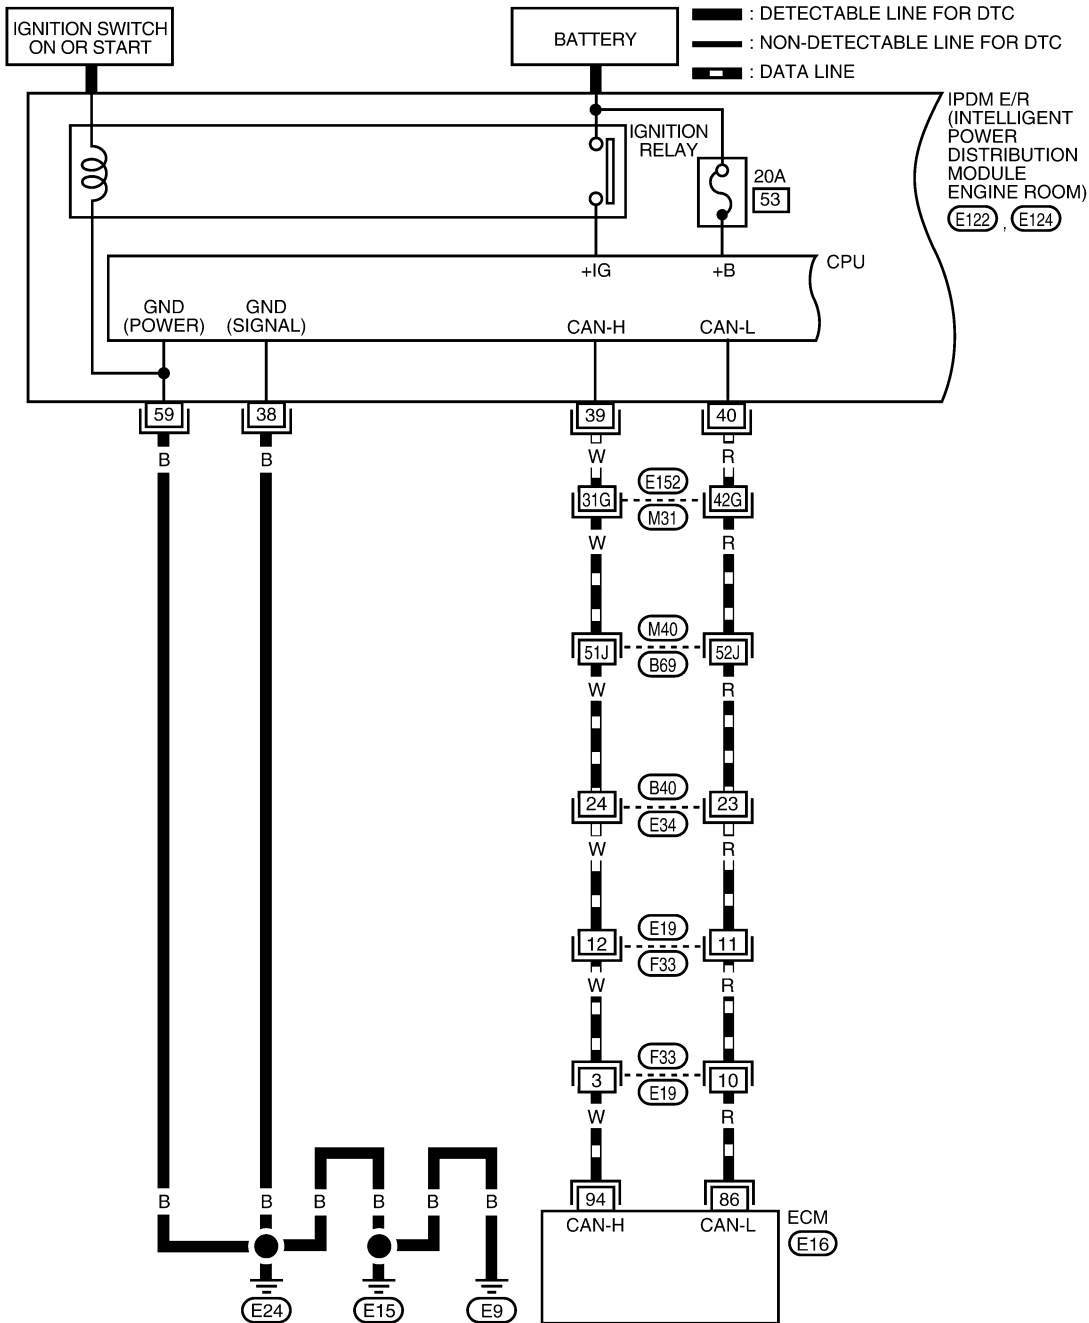 IGNITION SWITCH
ON OR START
BATTERY
: DETECTABLE LINE FOR DTC
: NON-DETECTABLE LINE FOR DTC
: DATA LINE
IPDM E/R
(INTELLIGENT
POWER
DISTRIBUTION
MODULE
ENGINE ROOM)
E122 , E124
IGNITION
RELAY
20A
53
+IG
+B
CPU
GND
(POWER)
GND
(SIGNAL)
CAN-H
CAN-L
59
38
39
40
B
B
W
R
31G
E152
M31
42G
W
R
51J
M40
B69
52J
W
R
24
B40
E34
23
W
R
12
E19
F33
11
W
R
3
F33
E19
10
W
R
B
B
B
B
B
B
94
86
CAN-H
CAN-L
ECM
E16
E24
E15
E9